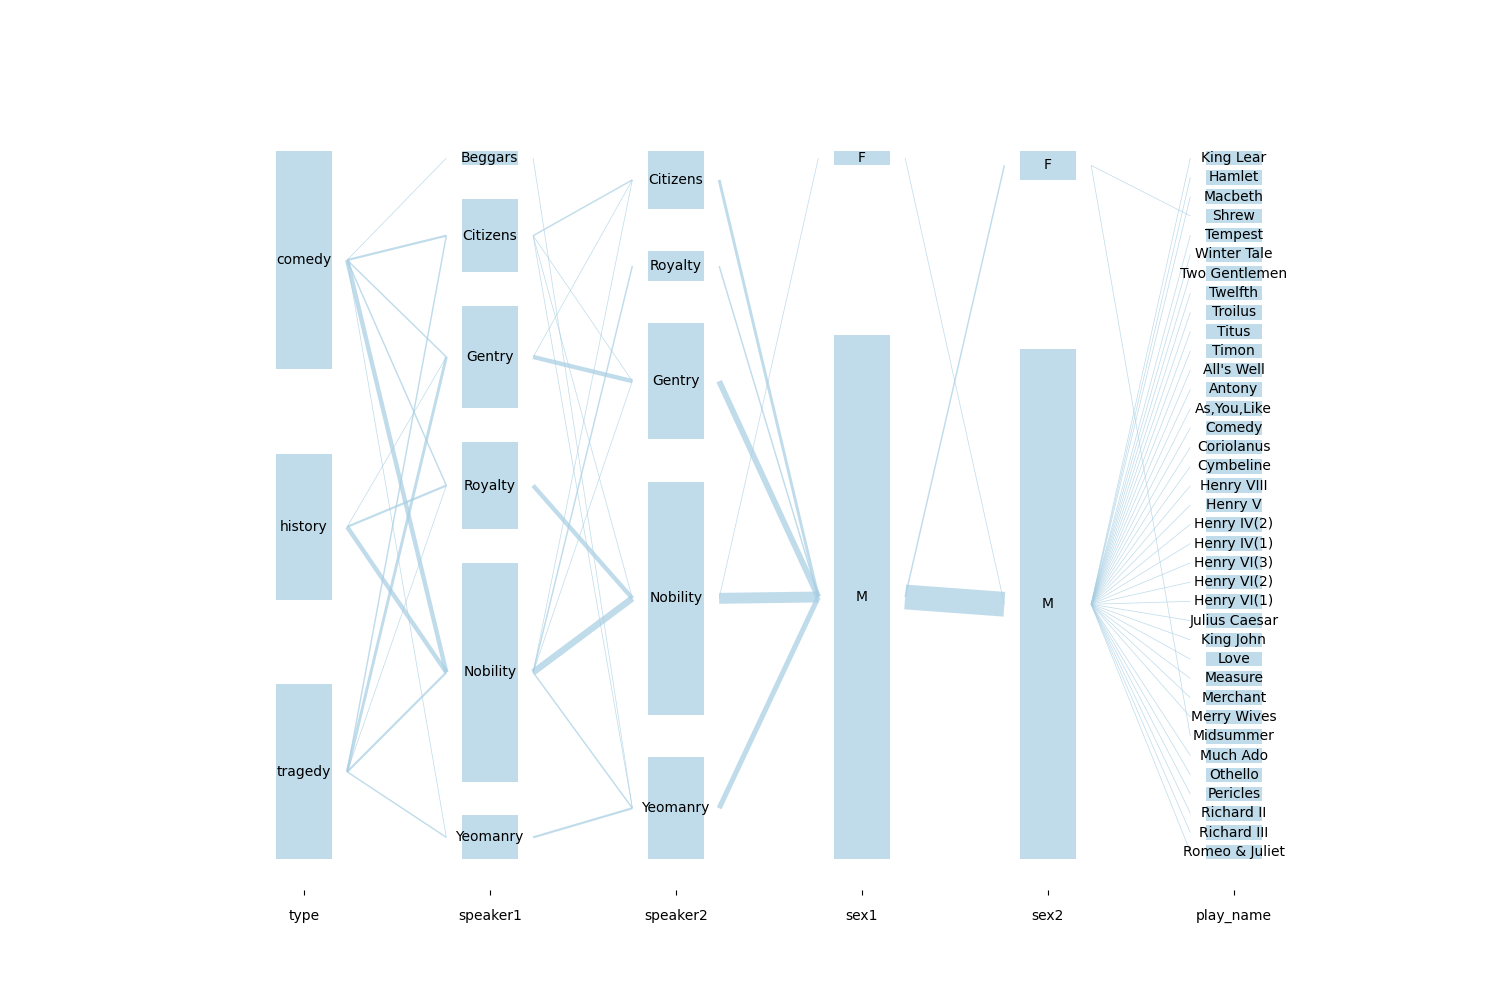 comedy
history
tragedy
type
Beggars
Citizens
Gentry
Royalty
Nobility
Yeomanry
speaker1
Citizens
Royalty
Gentry
Nobility
Yeomanry
speaker2
F
M
sex1
F
M
sex2
King Lear
Hamlet
Macbeth
Shrew
Tempest
Winter Tale
Two Gentlemen
Twelfth
Troilus
Titus
Timon
All's Well
Antony
As,You,Like
Comedy
Coriolanus
Cymbeline
Henry VIII
Henry V
Henry IV(2)
Henry IV(1)
Henry VI(3)
Henry VI(2)
Henry VI(1)
Julius Caesar
King John
Love
Measure
Merchant
Merry Wives
Midsummer
Much Ado
Othello
Pericles
Richard II
Richard III
Romeo & Juliet
play_name